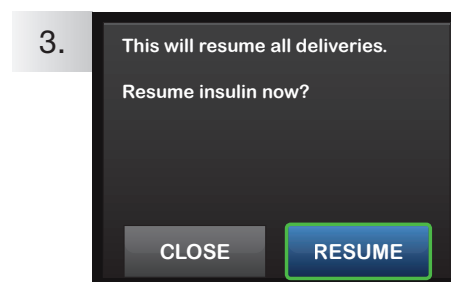 3.
This will resume all deliveries.
Resume insulin now?
CLOSE
RESUME